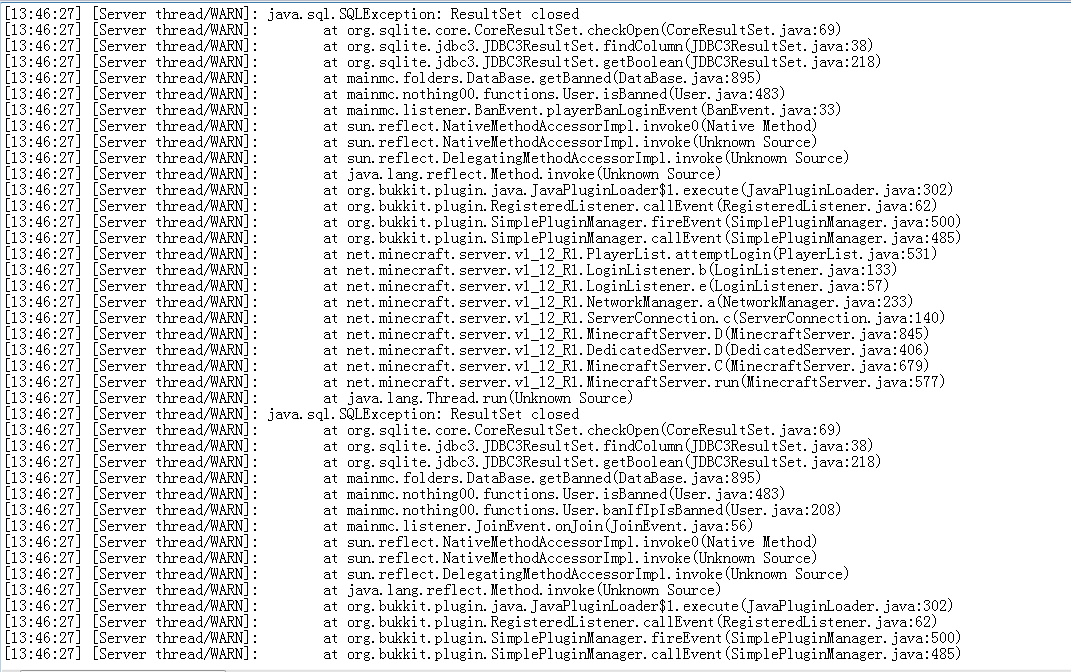 [13:46:27] [Server thread/WARN]: java.sql.SQLException: ResultSet closed
[13:46:27] [Server thread/WARN]:        at org.sqlite.core.CoreResultSet.checkOpen(CoreResultSet.java:69)
[13:46:27] [Server thread/WARN]:        at org.sqlite.jdbc3.JDBC3ResultSet.findColumn(JDBC3ResultSet.java:38)
[13:46:27] [Server thread/WARN]:        at org.sqlite.jdbc3.JDBC3ResultSet.getBoolean(JDBC3ResultSet.java:218)
[13:46:27] [Server thread/WARN]:        at mainmc.folders.DataBase.getBanned(DataBase.java:895)
[13:46:27] [Server thread/WARN]:        at mainmc.nothing00.functions.User.isBanned(User.java:483)
[13:46:27] [Server thread/WARN]:        at mainmc.listener.BanEvent.playerBanLoginEvent(BanEvent.java:33)
[13:46:27] [Server thread/WARN]:        at sun.reflect.NativeMethodAccessorImpl.invoke0(Native Method)
[13:46:27] [Server thread/WARN]:        at sun.reflect.NativeMethodAccessorImpl.invoke(Unknown Source)
[13:46:27] [Server thread/WARN]:        at sun.reflect.DelegatingMethodAccessorImpl.invoke(Unknown Source)
[13:46:27] [Server thread/WARN]:        at java.lang.reflect.Method.invoke(Unknown Source)
[13:46:27] [Server thread/WARN]:        at org.bukkit.plugin.java.JavaPluginLoader$1.execute(JavaPluginLoader.java:302)
[13:46:27] [Server thread/WARN]:        at org.bukkit.plugin.RegisteredListener.callEvent(RegisteredListener.java:62)
[13:46:27] [Server thread/WARN]:        at org.bukkit.plugin.SimplePluginManager.fireEvent(SimplePluginManager.java:500)
[13:46:27] [Server thread/WARN]:        at org.bukkit.plugin.SimplePluginManager.callEvent(SimplePluginManager.java:485)
[13:46:27] [Server thread/WARN]:        at net.minecraft.server.v1_12_R1.PlayerList.attemptLogin(PlayerList.java:531)
[13:46:27] [Server thread/WARN]:        at net.minecraft.server.v1_12_R1.LoginListener.b(LoginListener.java:133)
[13:46:27] [Server thread/WARN]:        at net.minecraft.server.v1_12_R1.LoginListener.e(LoginListener.java:57)
[13:46:27] [Server thread/WARN]:        at net.minecraft.server.v1_12_R1.NetworkManager.a(NetworkManager.java:233)
[13:46:27] [Server thread/WARN]:        at net.minecraft.server.v1_12_R1.ServerConnection.c(ServerConnection.java:140)
[13:46:27] [Server thread/WARN]:        at net.minecraft.server.v1_12_R1.MinecraftServer.D(MinecraftServer.java:845)
[13:46:27] [Server thread/WARN]:        at net.minecraft.server.v1_12_R1.DedicatedServer.D(DedicatedServer.java:406)
[13:46:27] [Server thread/WARN]:        at net.minecraft.server.v1_12_R1.MinecraftServer.C(MinecraftServer.java:679)
[13:46:27] [Server thread/WARN]:        at net.minecraft.server.v1_12_R1.MinecraftServer.run(MinecraftServer.java:577)
[13:46:27] [Server thread/WARN]:        at java.lang.Thread.run(Unknown Source)
[13:46:27] [Server thread/WARN]: java.sql.SQLException: ResultSet closed
[13:46:27] [Server thread/WARN]:        at org.sqlite.core.CoreResultSet.checkOpen(CoreResultSet.java:69)
[13:46:27] [Server thread/WARN]:        at org.sqlite.jdbc3.JDBC3ResultSet.findColumn(JDBC3ResultSet.java:38)
[13:46:27] [Server thread/WARN]:        at org.sqlite.jdbc3.JDBC3ResultSet.getBoolean(JDBC3ResultSet.java:218)
[13:46:27] [Server thread/WARN]:        at mainmc.folders.DataBase.getBanned(DataBase.java:895)
[13:46:27] [Server thread/WARN]:        at mainmc.nothing00.functions.User.isBanned(User.java:483)
[13:46:27] [Server thread/WARN]:        at mainmc.nothing00.functions.User.banIfIpIsBanned(User.java:208)
[13:46:27] [Server thread/WARN]:        at mainmc.listener.JoinEvent.onJoin(JoinEvent.java:56)
[13:46:27] [Server thread/WARN]:        at sun.reflect.NativeMethodAccessorImpl.invoke0(Native Method)
[13:46:27] [Server thread/WARN]:        at sun.reflect.NativeMethodAccessorImpl.invoke(Unknown Source)
[13:46:27] [Server thread/WARN]:        at sun.reflect.DelegatingMethodAccessorImpl.invoke(Unknown Source)
[13:46:27] [Server thread/WARN]:        at java.lang.reflect.Method.invoke(Unknown Source)
[13:46:27] [Server thread/WARN]:        at org.bukkit.plugin.java.JavaPluginLoader$1.execute(JavaPluginLoader.java:302)
[13:46:27] [Server thread/WARN]:        at org.bukkit.plugin.RegisteredListener.callEvent(RegisteredListener.java:62)
[13:46:27] [Server thread/WARN]:        at org.bukkit.plugin.SimplePluginManager.fireEvent(SimplePluginManager.java:500)
[13:46:27] [Server thread/WARN]:        at org.bukkit.plugin.SimplePluginManager.callEvent(SimplePluginManager.java:485)